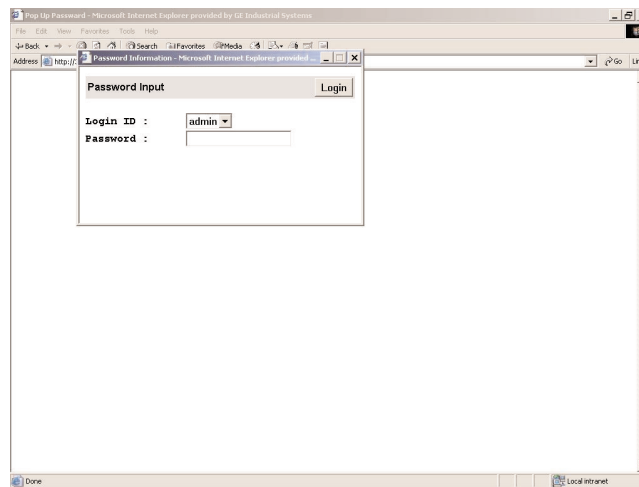 Pop Up Password - Microsoft Internet Explorer provided by GE Industrial Systems
File Edit View Favorites Tools Help
Back Search Favorites Media
Address http://
Go
Password Information - Microsoft Internet Explorer provided ...
Password Input
Login
Login ID :
admin
Password :
Done
Local intranet